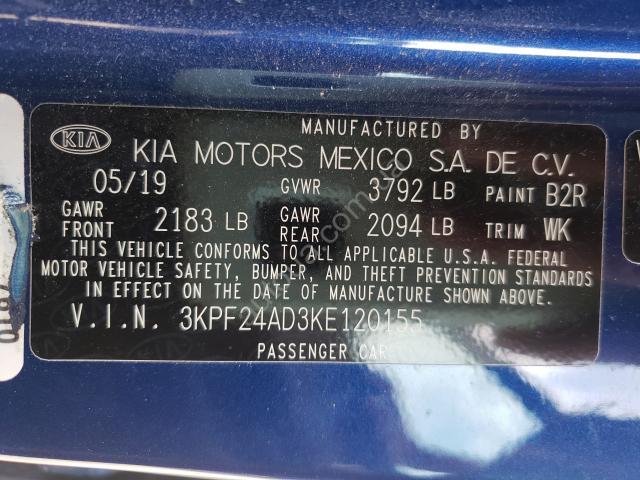 MANUFACTURED BY
KIA KIA MOTORS MEXICO S.A. DE C.V.
05/19 GVWR 3792 LB PAINT B2R
GAWR FRONT 2183 LB GAWR REAR 2094 LB TRIM WK
THIS VEHICLE CONFORMS TO ALL APPLICABLE U.S.A. FEDERAL
MOTOR VEHICLE SAFETY, BUMPER, AND THEFT PREVENTION STANDARDS
IN EFFECT ON THE DATE OF MANUFACTURE SHOWN ABOVE.
V.I.N. 3KPF24AD3KE120155
PASSENGER CAR